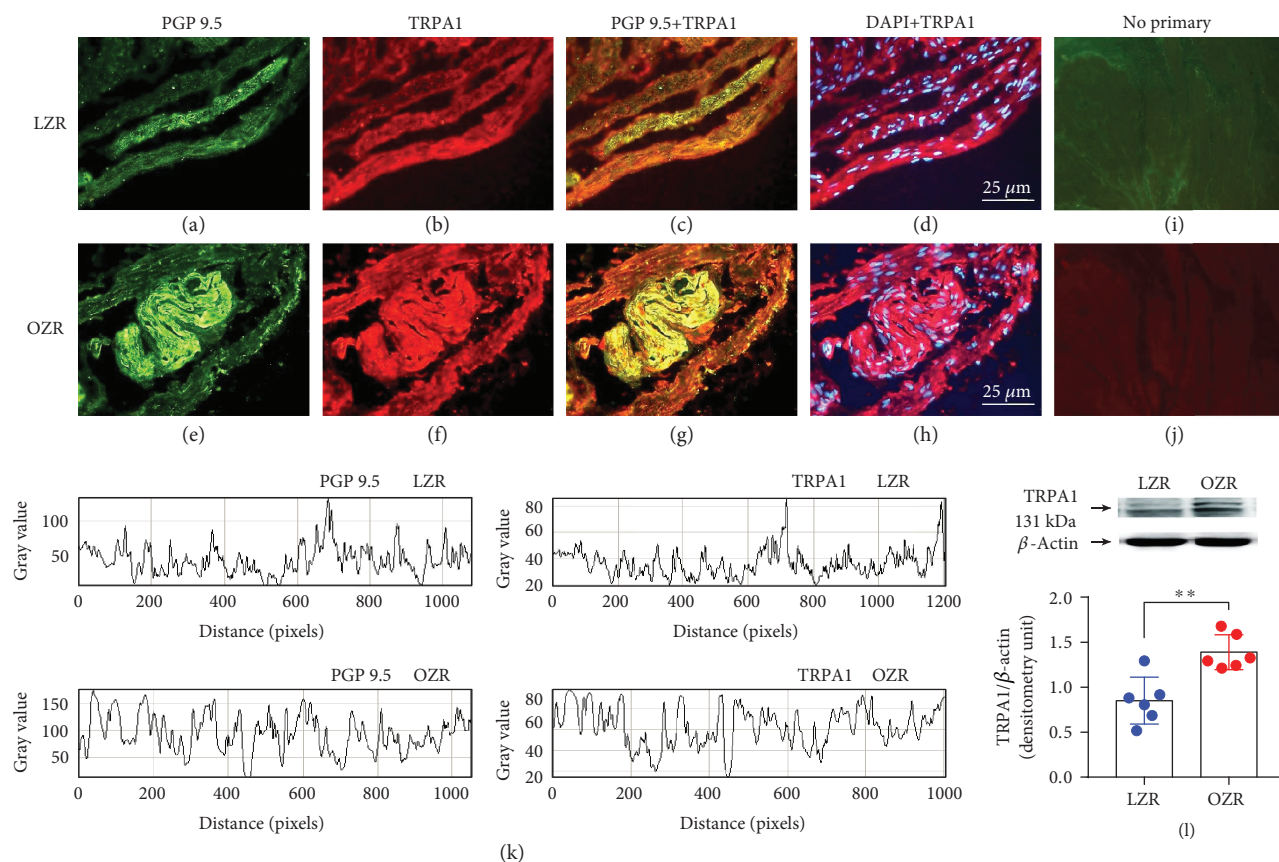 PGP 9.5 TRPA1 PGP 9.5+TRPA1 DAPI+TRPA1 No primary
LZR
25 μm
(a) (b) (c) (d) (i)
OZR
25 μm
(e) (f) (g) (h) (j)
PGP 9.5 LZR
Gray value
100
50
0 200 400 600 800 1000
Distance (pixels)
TRPA1 LZR
Gray value
80
60
40
20
0 200 400 600 800 1000 1200
Distance (pixels)
PGP 9.5 OZR
Gray value
150
100
50
0 200 400 600 800 1000
Distance (pixels)
TRPA1 OZR
Gray value
80
60
40
20
0 200 400 600 800 1000
Distance (pixels)
(k)
LZR OZR
TRPA1
131 kDa
β-Actin
**
TRPA1/β-actin
(densitometry unit)
2.0
1.5
1.0
0.5
0.0
LZR OZR
(l)